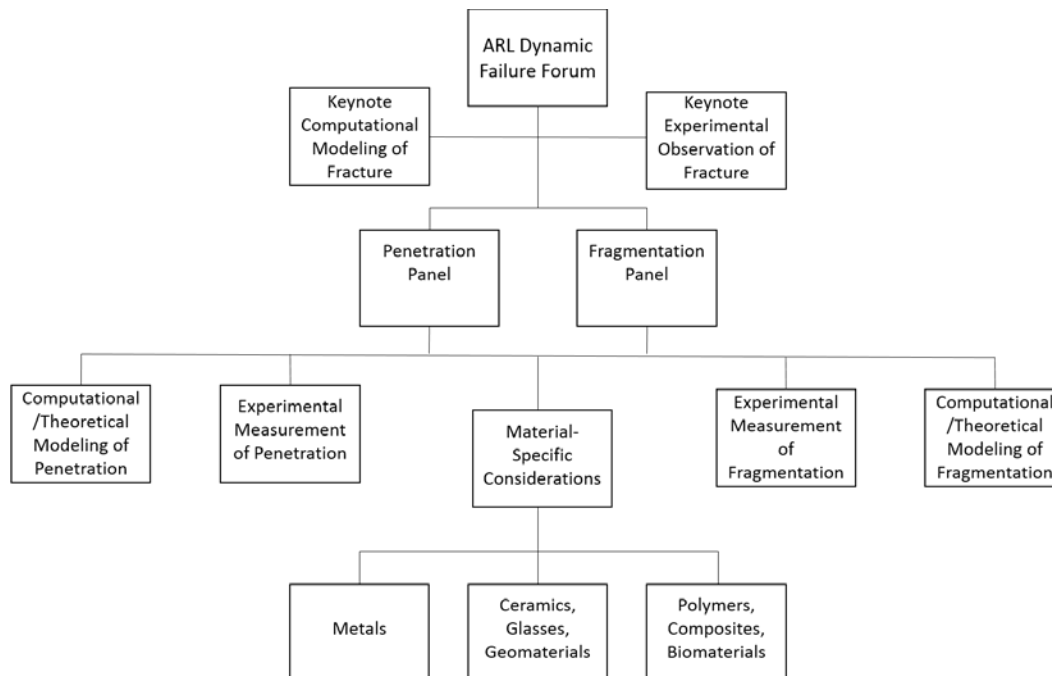 ARL Dynamic
Failure Forum
Keynote
Computational
Modeling of
Fracture
Keynote
Experimental
Observation of
Fracture
Penetration
Panel
Fragmentation
Panel
Computational
/Theoretical
Modeling of
Penetration
Experimental
Measurement
of Penetration
Material-
Specific
Considerations
Experimental
Measurement
of
Fragmentation
Computational
/Theoretical
Modeling of
Fragmentation
Metals
Ceramics,
Glasses,
Geomaterials
Polymers,
Composites,
Biomaterials